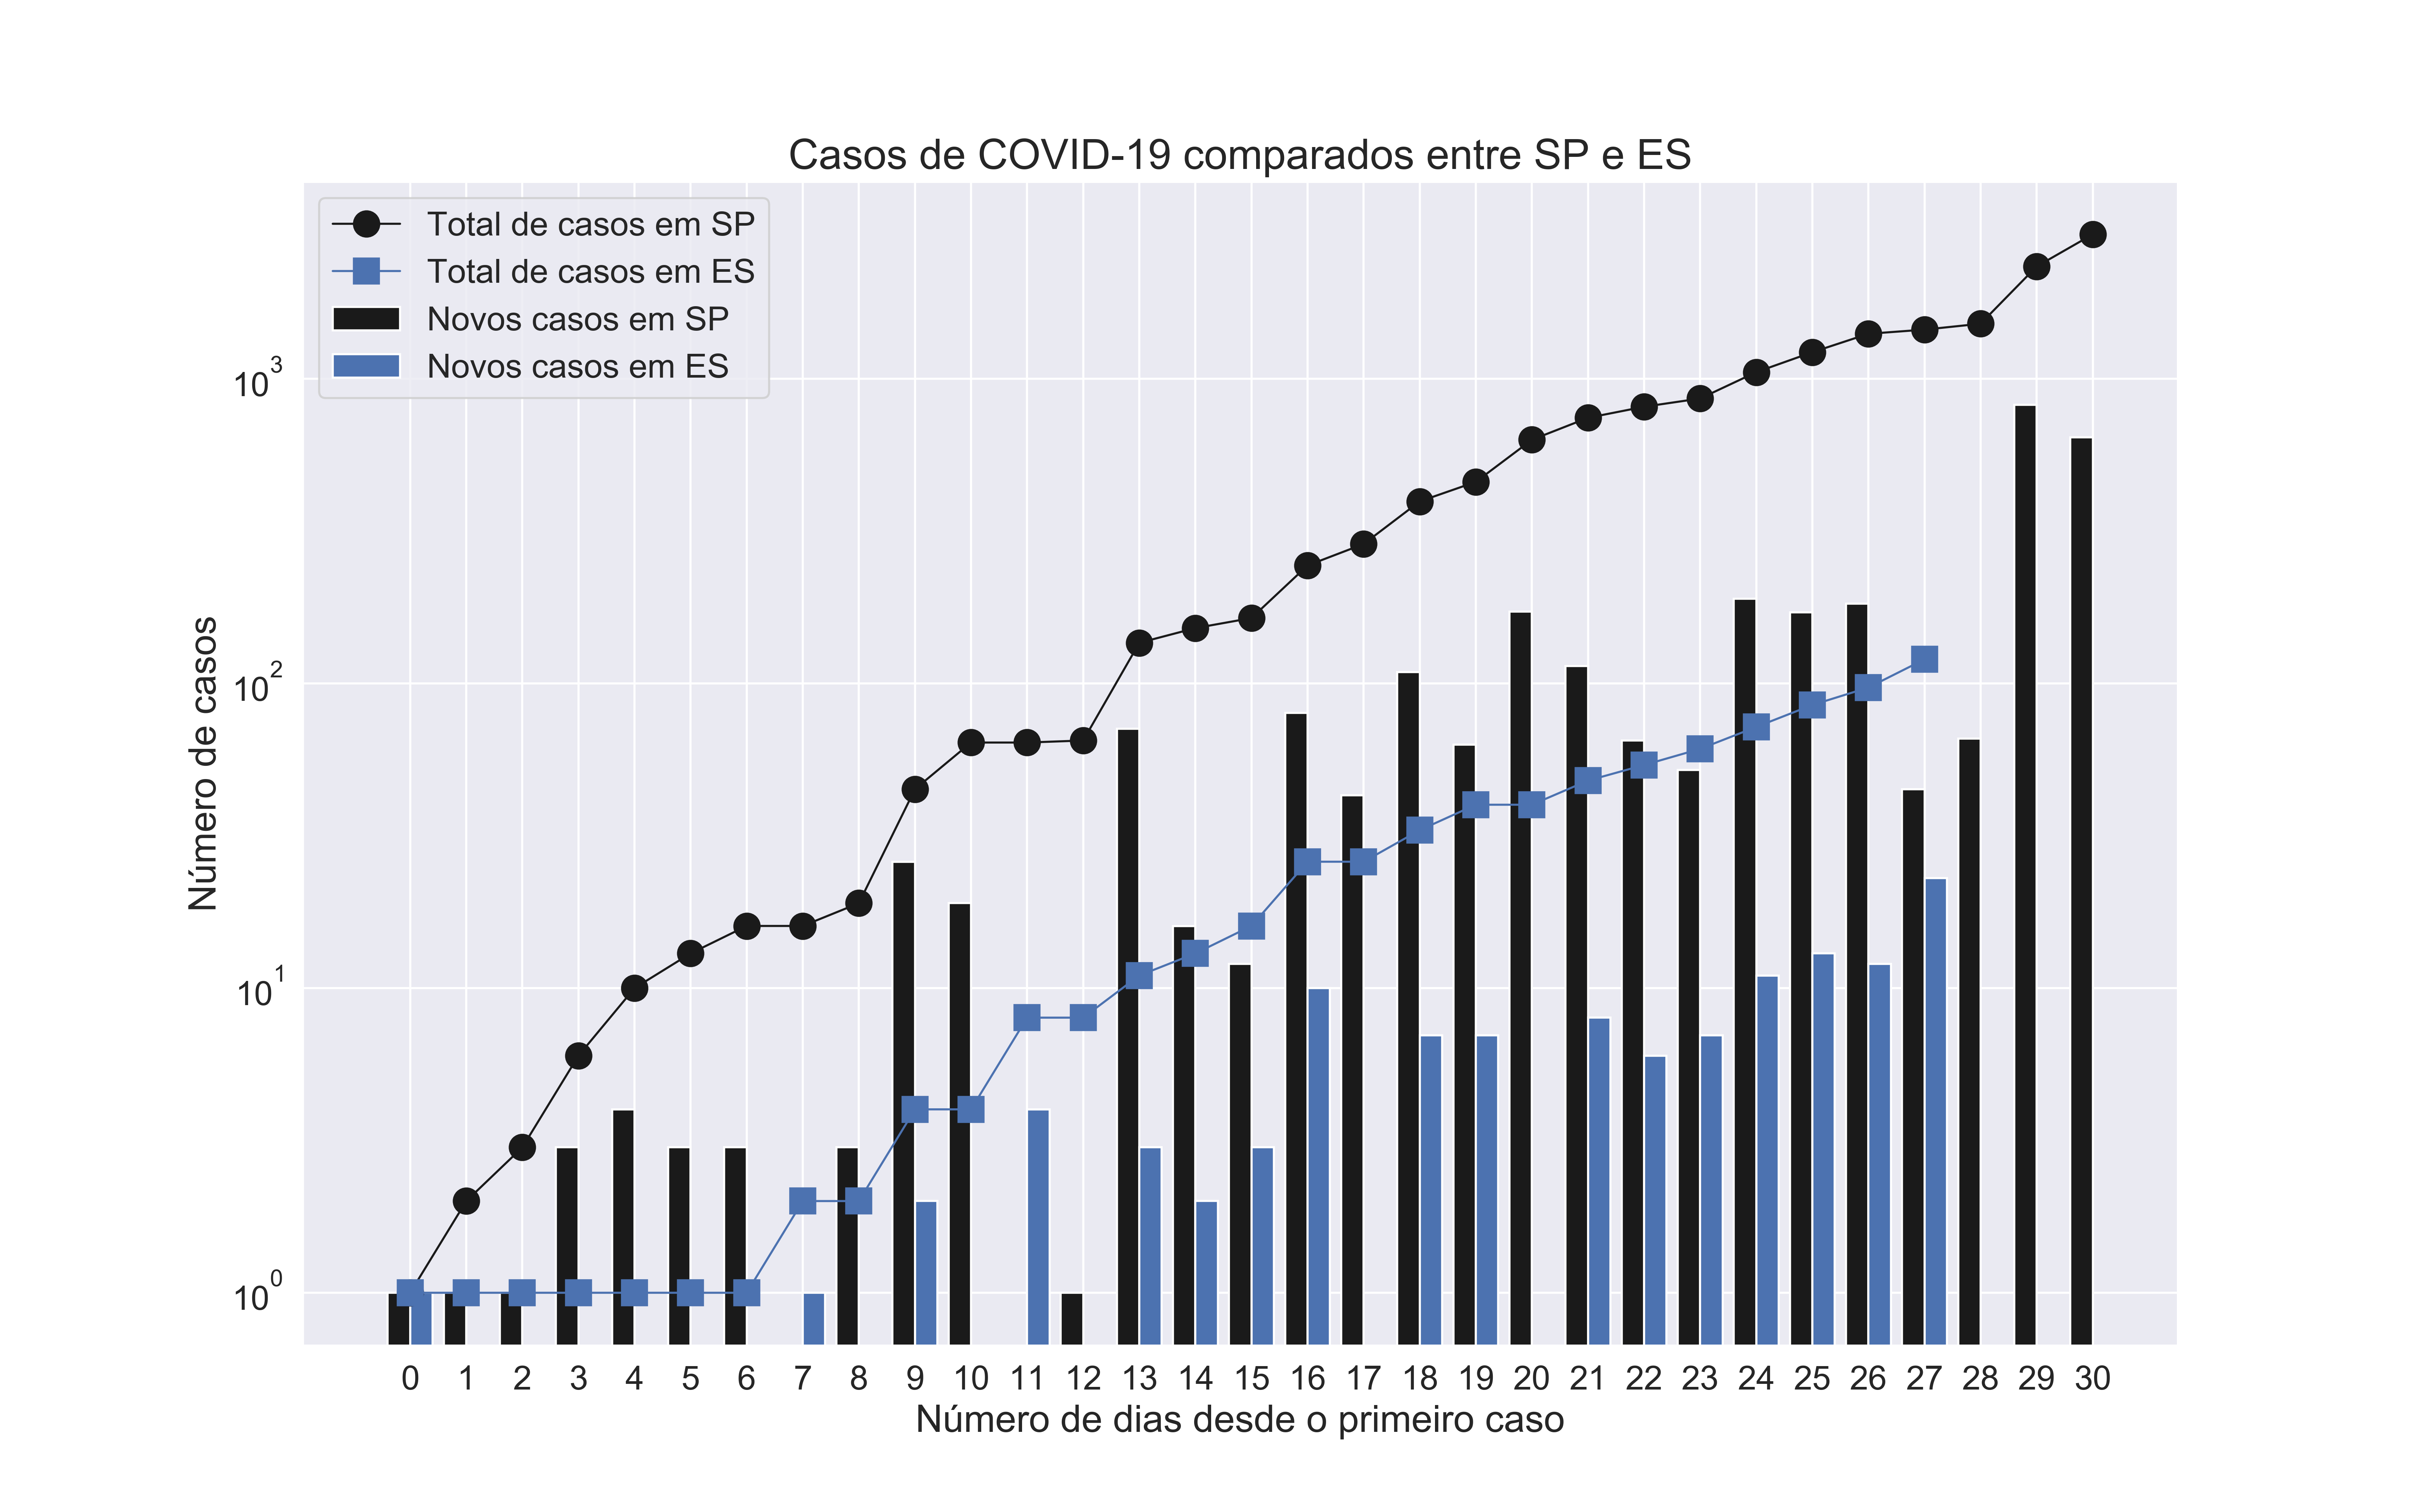 Casos de COVID-19 comparados entre SP e ES
Total de casos em SP
Total de casos em ES
Novos casos em SP
Novos casos em ES
Número de casos
10³
10²
10¹
10⁰
0 1 2 3 4 5 6 7 8 9 10 11 12 13 14 15 16 17 18 19 20 21 22 23 24 25 26 27 28 29 30
Número de dias desde o primeiro caso